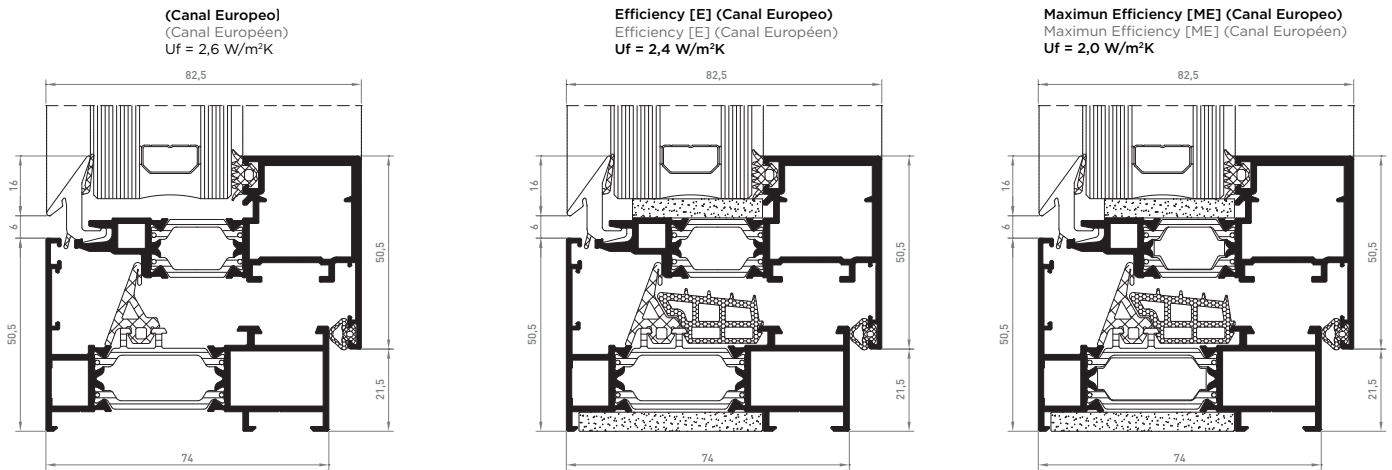 (Canal Europeo)
(Canal Européen)
Uf = 2,6 W/m²K
82,5
16
6
50,5
50,5
21,5
74
Efficiency [E] (Canal Europeo)
Efficiency [E] (Canal Européen)
Uf = 2,4 W/m²K
82,5
16
6
50,5
50,5
21,5
74
Maximun Efficiency [ME] (Canal Europeo)
Maximun Efficiency [ME] (Canal Européen)
Uf = 2,0 W/m²K
82,5
16
6
50,5
50,5
21,5
74